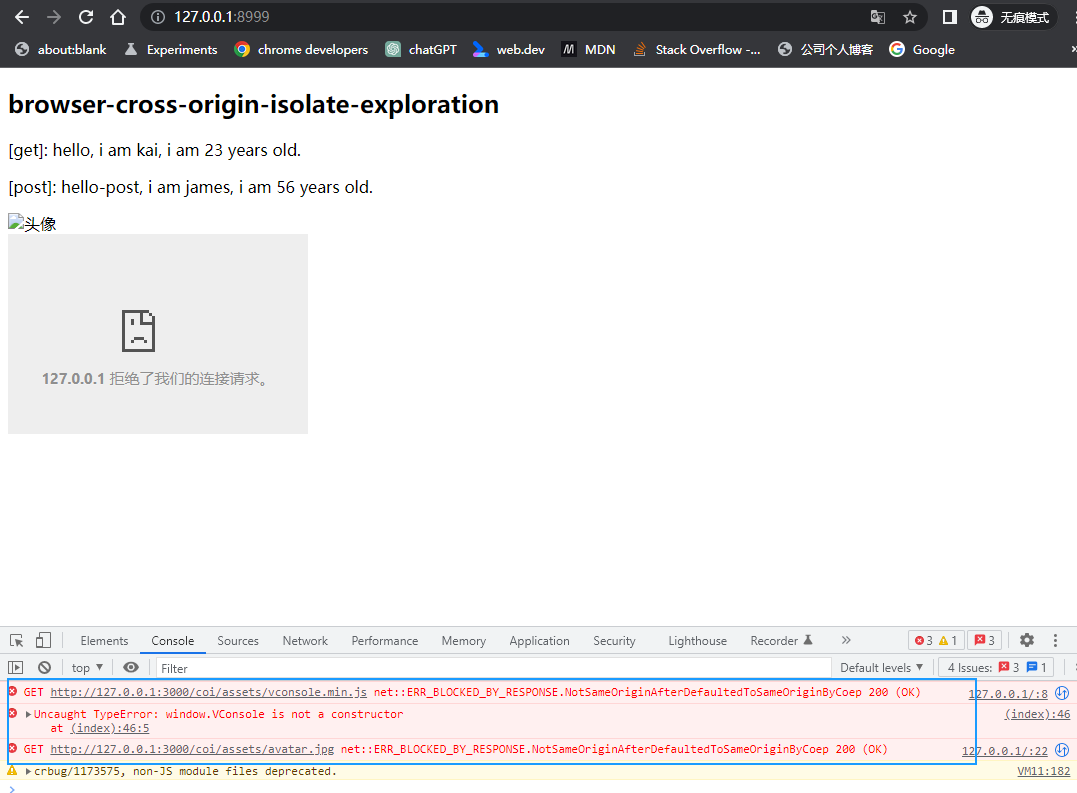 127.0.0.1:8999
无痕模式
about:blank Experiments chrome developers chatGPT web.dev MDN Stack Overflow -... 公司个人博客 Google »
browser-cross-origin-isolate-exploration
[get]: hello, i am kai, i am 23 years old.
[post]: hello-post, i am james, i am 56 years old.
头像
127.0.0.1 拒绝了我们的连接请求。
Elements Console Sources Network Performance Memory Application Security Lighthouse Recorder » 3 1 3
top ▼ Filter Default levels ▼ 4 Issues: 3 1
GET http://127.0.0.1:3000/coi/assets/vconsole.min.js net::ERR_BLOCKED_BY_RESPONSE.NotSameOriginAfterDefaultedToSameOriginByCoep 200 (OK) 127.0.0.1/:8
Uncaught TypeError: window.VConsole is not a constructor (index):46
at (index):46:5
GET http://127.0.0.1:3000/coi/assets/avatar.jpg net::ERR_BLOCKED_BY_RESPONSE.NotSameOriginAfterDefaultedToSameOriginByCoep 200 (OK) 127.0.0.1/:22
crbug/1173575, non-JS module files deprecated. VM11:182